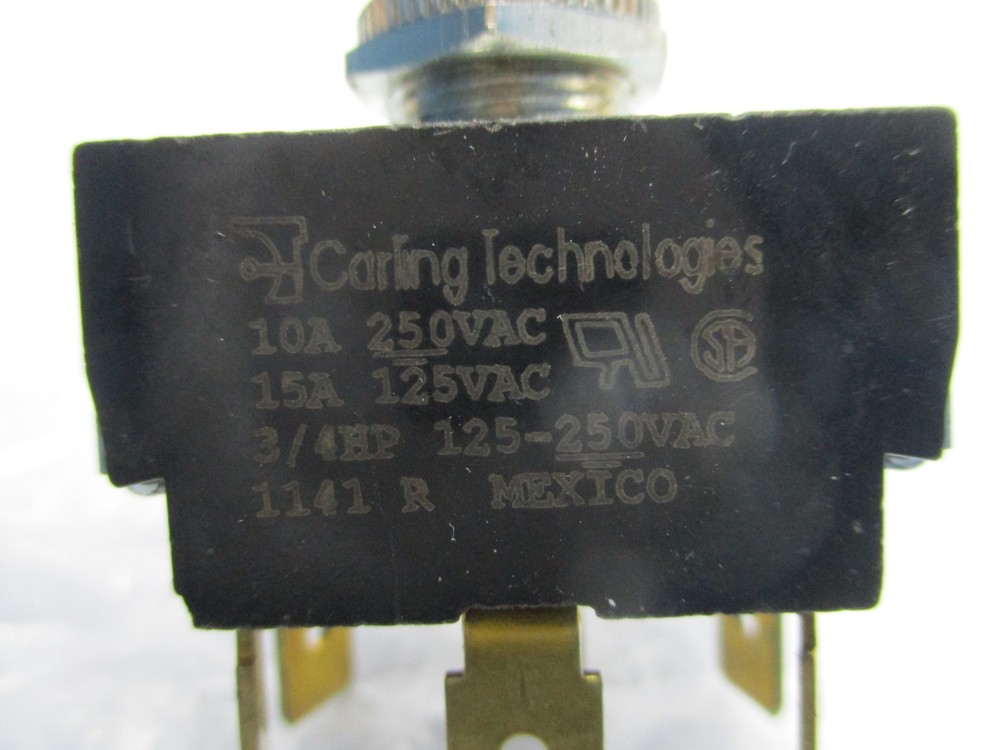 Carling Technologies
10A 250VAC
15A 125VAC
3/4HP 125-250VAC
1141 R MEXICO